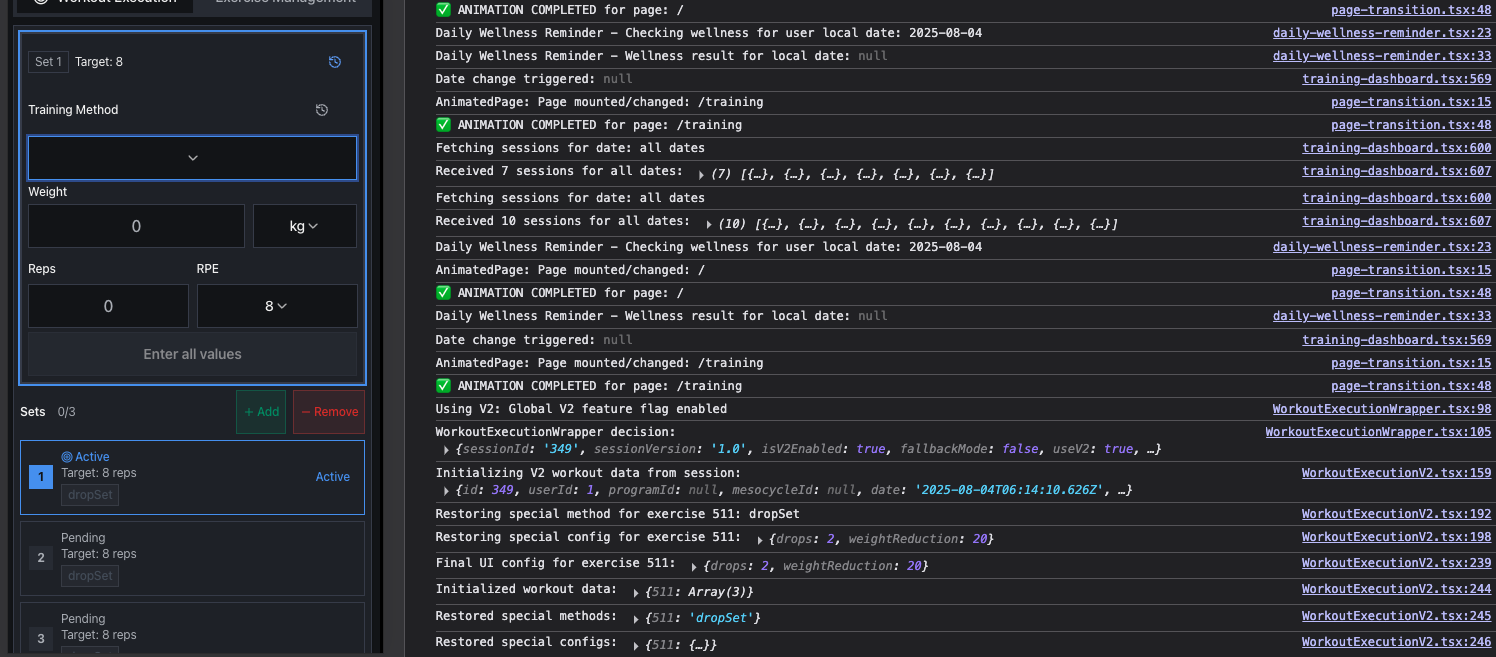 Workout Execution
Exercise Management
Set 1 Target: 8
Training Method
Weight
0
kg
Reps
RPE
0
8
Enter all values
Sets 0/3
+ Add
− Remove
1
Active
Target: 8 reps
dropSet
Active
2
Pending
Target: 8 reps
dropSet
3
Pending
Target: 8 reps
✅ ANIMATION COMPLETED for page: / page-transition.tsx:48
Daily Wellness Reminder – Checking wellness for user local date: 2025-08-04 daily-wellness-reminder.tsx:23
Daily Wellness Reminder – Wellness result for local date: null daily-wellness-reminder.tsx:33
Date change triggered: null training-dashboard.tsx:569
AnimatedPage: Page mounted/changed: /training page-transition.tsx:15
✅ ANIMATION COMPLETED for page: /training page-transition.tsx:48
Fetching sessions for date: all dates training-dashboard.tsx:600
Received 7 sessions for all dates: ▸ (7) [{…}, {…}, {…}, {…}, {…}, {…}, {…}] training-dashboard.tsx:607
Fetching sessions for date: all dates training-dashboard.tsx:600
Received 10 sessions for all dates: ▸ (10) [{…}, {…}, {…}, {…}, {…}, {…}, {…}, {…}, {…}, {…}] training-dashboard.tsx:607
Daily Wellness Reminder – Checking wellness for user local date: 2025-08-04 daily-wellness-reminder.tsx:23
AnimatedPage: Page mounted/changed: / page-transition.tsx:15
✅ ANIMATION COMPLETED for page: / page-transition.tsx:48
Daily Wellness Reminder – Wellness result for local date: null daily-wellness-reminder.tsx:33
Date change triggered: null training-dashboard.tsx:569
AnimatedPage: Page mounted/changed: /training page-transition.tsx:15
✅ ANIMATION COMPLETED for page: /training page-transition.tsx:48
Using V2: Global V2 feature flag enabled WorkoutExecutionWrapper.tsx:98
WorkoutExecutionWrapper decision: WorkoutExecutionWrapper.tsx:105
▸ {sessionId: '349', sessionVersion: '1.0', isV2Enabled: true, fallbackMode: false, useV2: true, …}
Initializing V2 workout data from session: WorkoutExecutionV2.tsx:159
▸ {id: 349, userId: 1, programId: null, mesocycleId: null, date: '2025-08-04T06:14:10.626Z', …}
Restoring special method for exercise 511: dropSet WorkoutExecutionV2.tsx:192
Restoring special config for exercise 511: ▸ {drops: 2, weightReduction: 20} WorkoutExecutionV2.tsx:198
Final UI config for exercise 511: ▸ {drops: 2, weightReduction: 20} WorkoutExecutionV2.tsx:239
Initialized workout data: ▸ {511: Array(3)} WorkoutExecutionV2.tsx:244
Restored special methods: ▸ {511: 'dropSet'} WorkoutExecutionV2.tsx:245
Restored special configs: ▸ {511: {…}} WorkoutExecutionV2.tsx:246